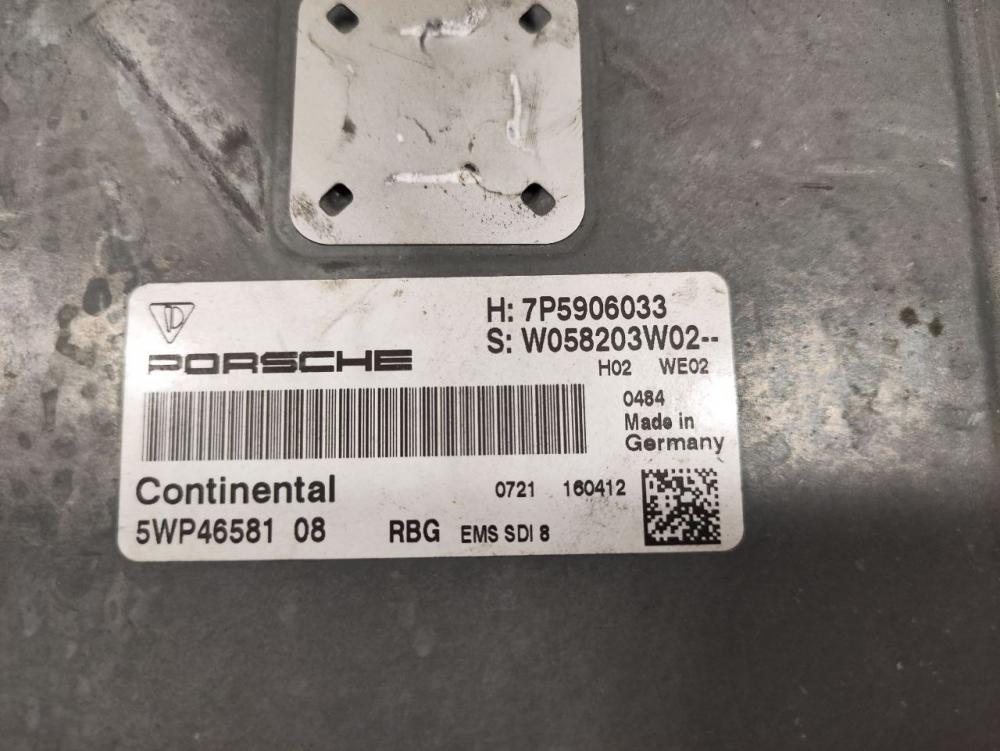 H: 7P5906033
S: W058203W02--
PORSCHE
H02 WE02
0484
Made in
Germany
Continental
0721 160412
5WP46581 08 RBG EMS SDI 8